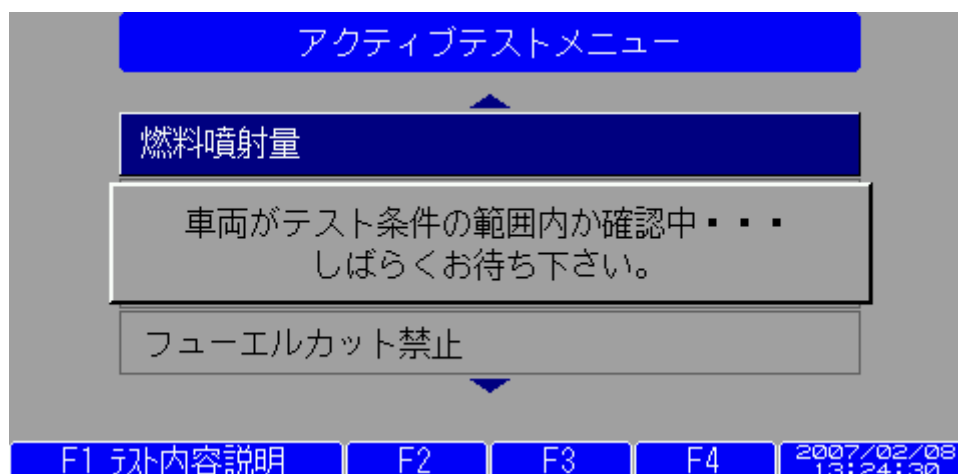 アクティブテストメニュー
燃料噴射量
車両がテスト条件の範囲内か確認中・・・
しばらくお待ち下さい。
フューエルカット禁止
F1 ﾃｽﾄ内容説明 F2 F3 F4 2007/02/08
13:24:30